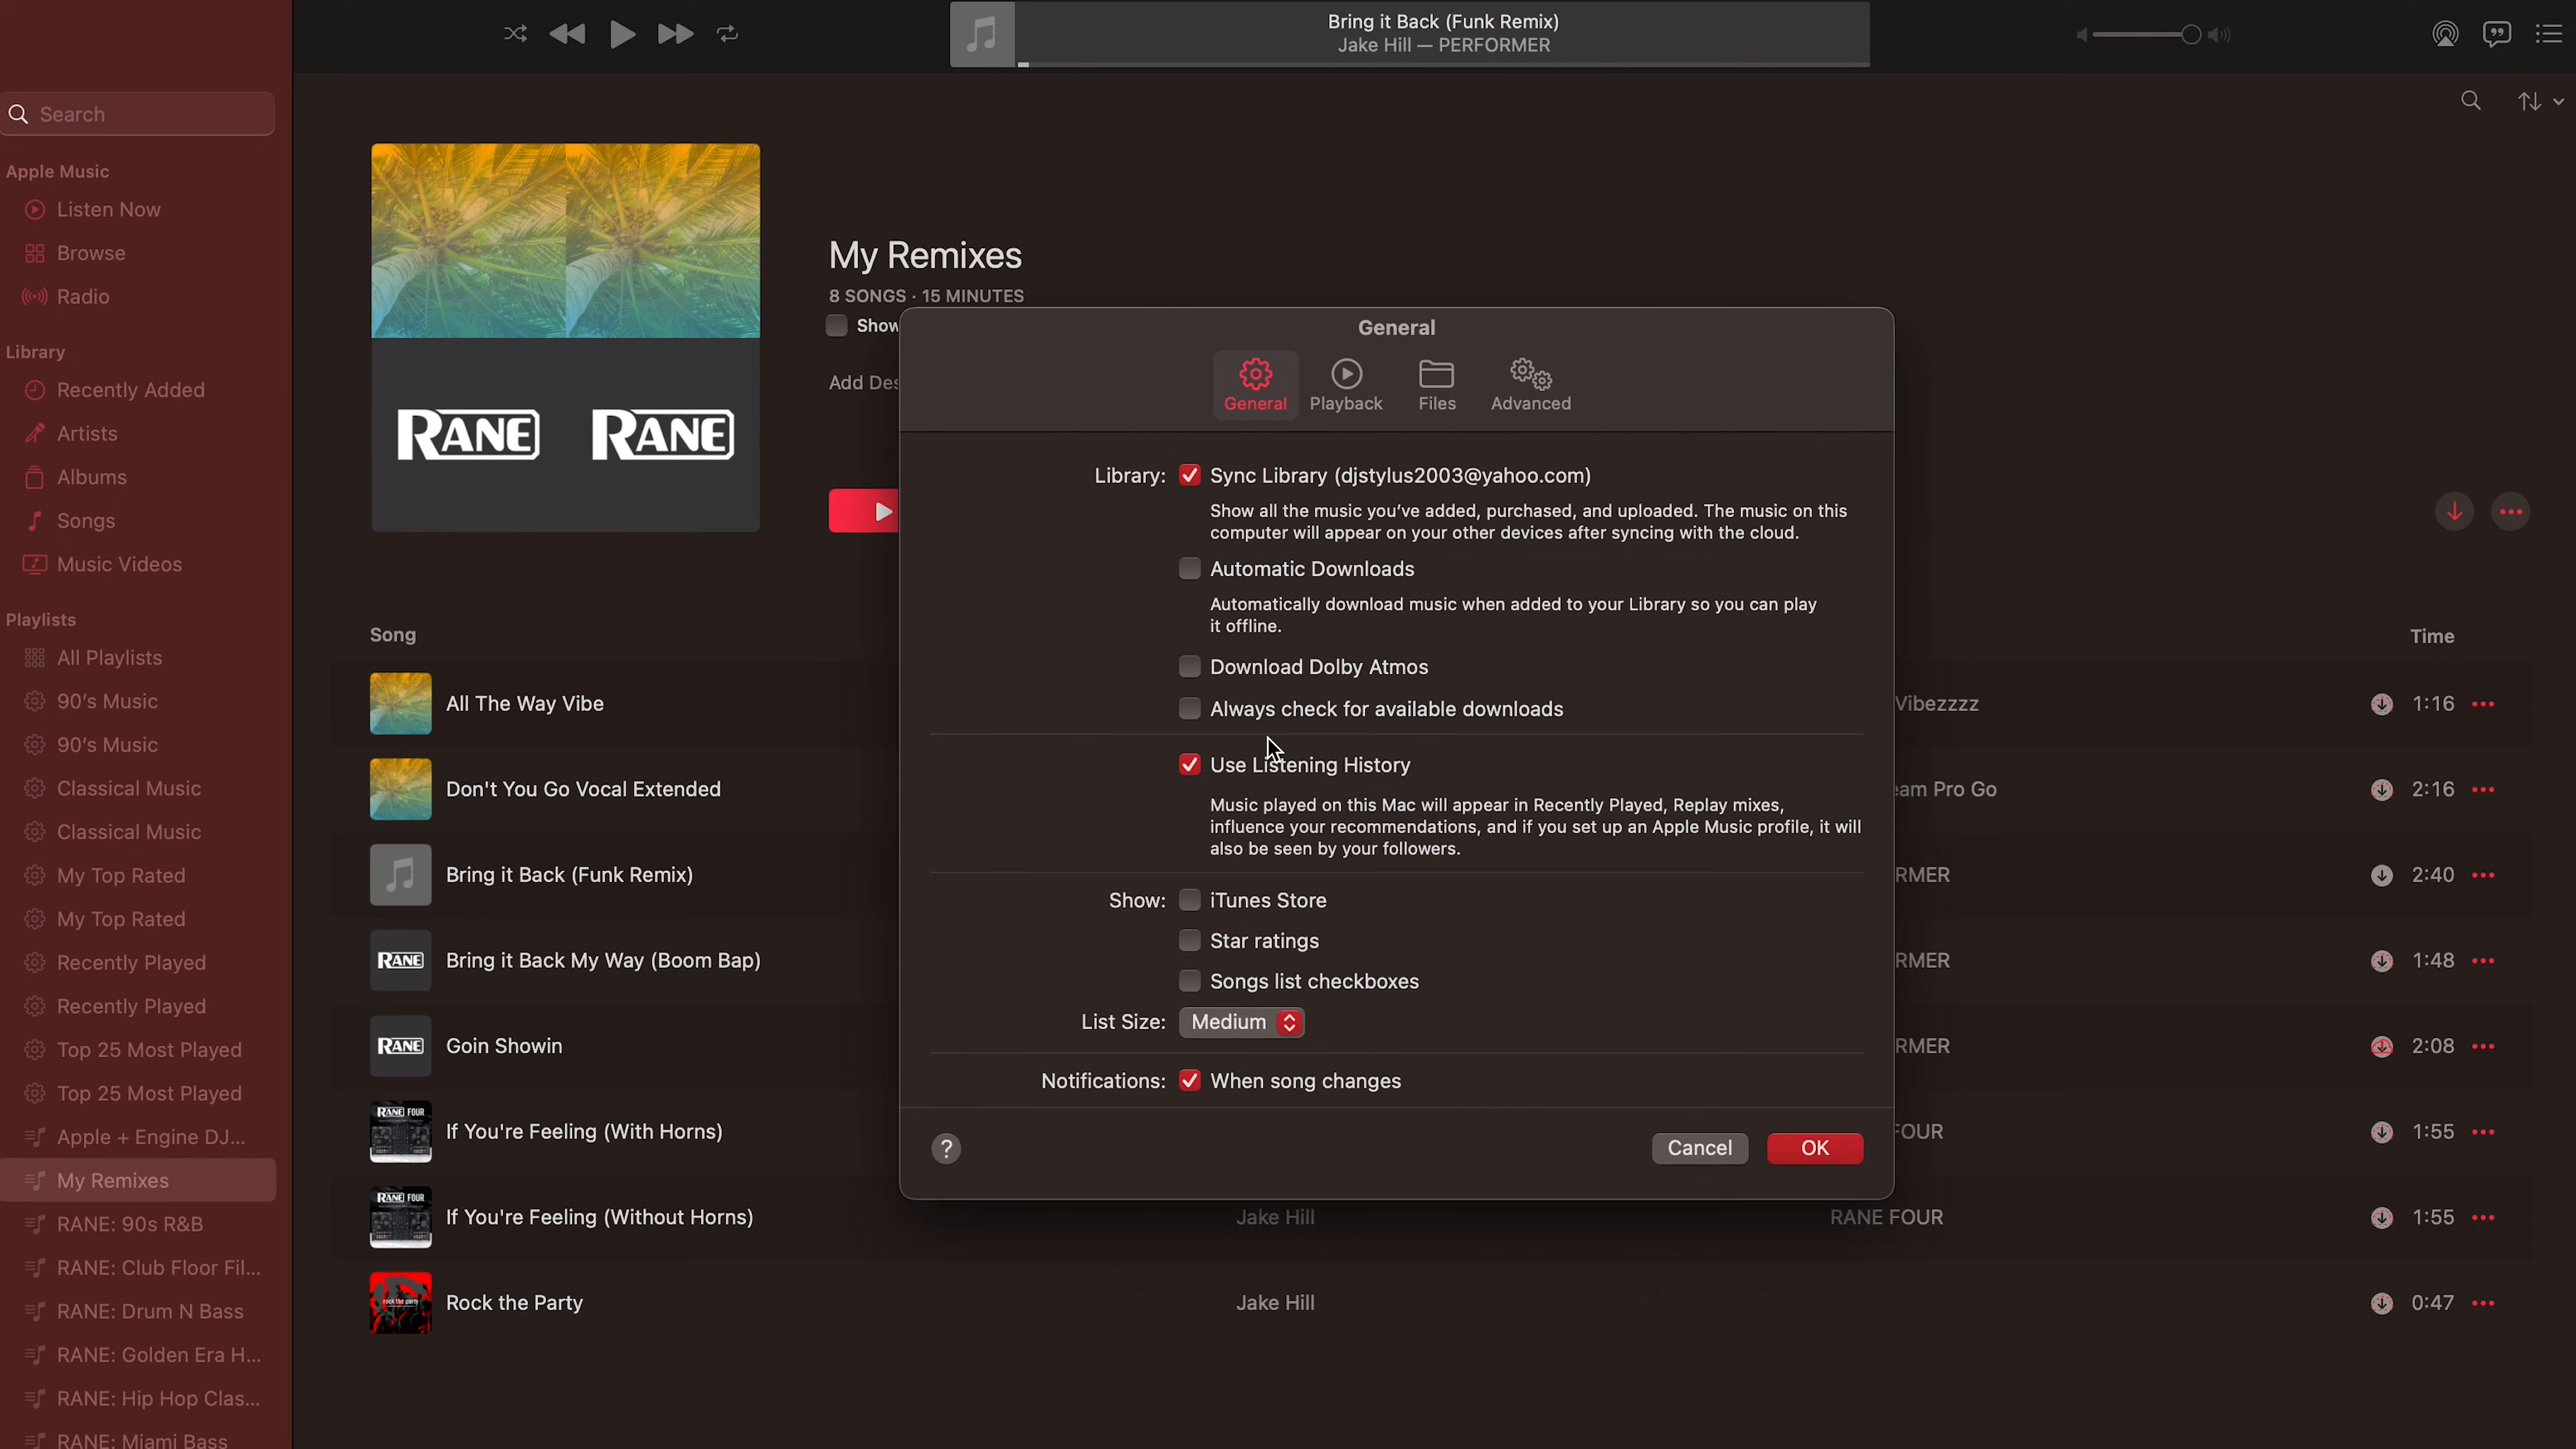 Bring it Back (Funk Remix)
Jake Hill — PERFORMER
Search
Apple Music
Listen Now
Browse
Radio
Library
Recently Added
Artists
Albums
Songs
Music Videos
Playlists
All Playlists
90's Music
90's Music
Classical Music
Classical Music
My Top Rated
My Top Rated
Recently Played
Recently Played
Top 25 Most Played
Top 25 Most Played
Apple + Engine DJ...
My Remixes
RANE: 90s R&B
RANE: Club Floor Fil...
RANE: Drum N Bass
RANE: Golden Era H...
RANE: Hip Hop Clas...
RANE: Miami Bass
RANE RANE
My Remixes
8 SONGS · 15 MINUTES
Show
Add Des
General
General Playback Files Advanced
Library: Sync Library (djstylus2003@yahoo.com)
Show all the music you've added, purchased, and uploaded. The music on this
computer will appear on your other devices after syncing with the cloud.
Automatic Downloads
Automatically download music when added to your Library so you can play
it offline.
Download Dolby Atmos
Always check for available downloads
Use Listening History
Music played on this Mac will appear in Recently Played, Replay mixes,
influence your recommendations, and if you set up an Apple Music profile, it will
also be seen by your followers.
Show: iTunes Store
Star ratings
Songs list checkboxes
List Size: Medium
Notifications: When song changes
? Cancel OK
Song Time
All The Way Vibe Vibezzzz 1:16
Don't You Go Vocal Extended eam Pro Go 2:16
Bring it Back (Funk Remix) RMER 2:40
RANE Bring it Back My Way (Boom Bap) RMER 1:48
RANE Goin Showin RMER 2:08
RANE FOUR If You're Feeling (With Horns) FOUR 1:55
RANE FOUR If You're Feeling (Without Horns) Jake Hill RANE FOUR 1:55
rock the party Rock the Party Jake Hill 0:47